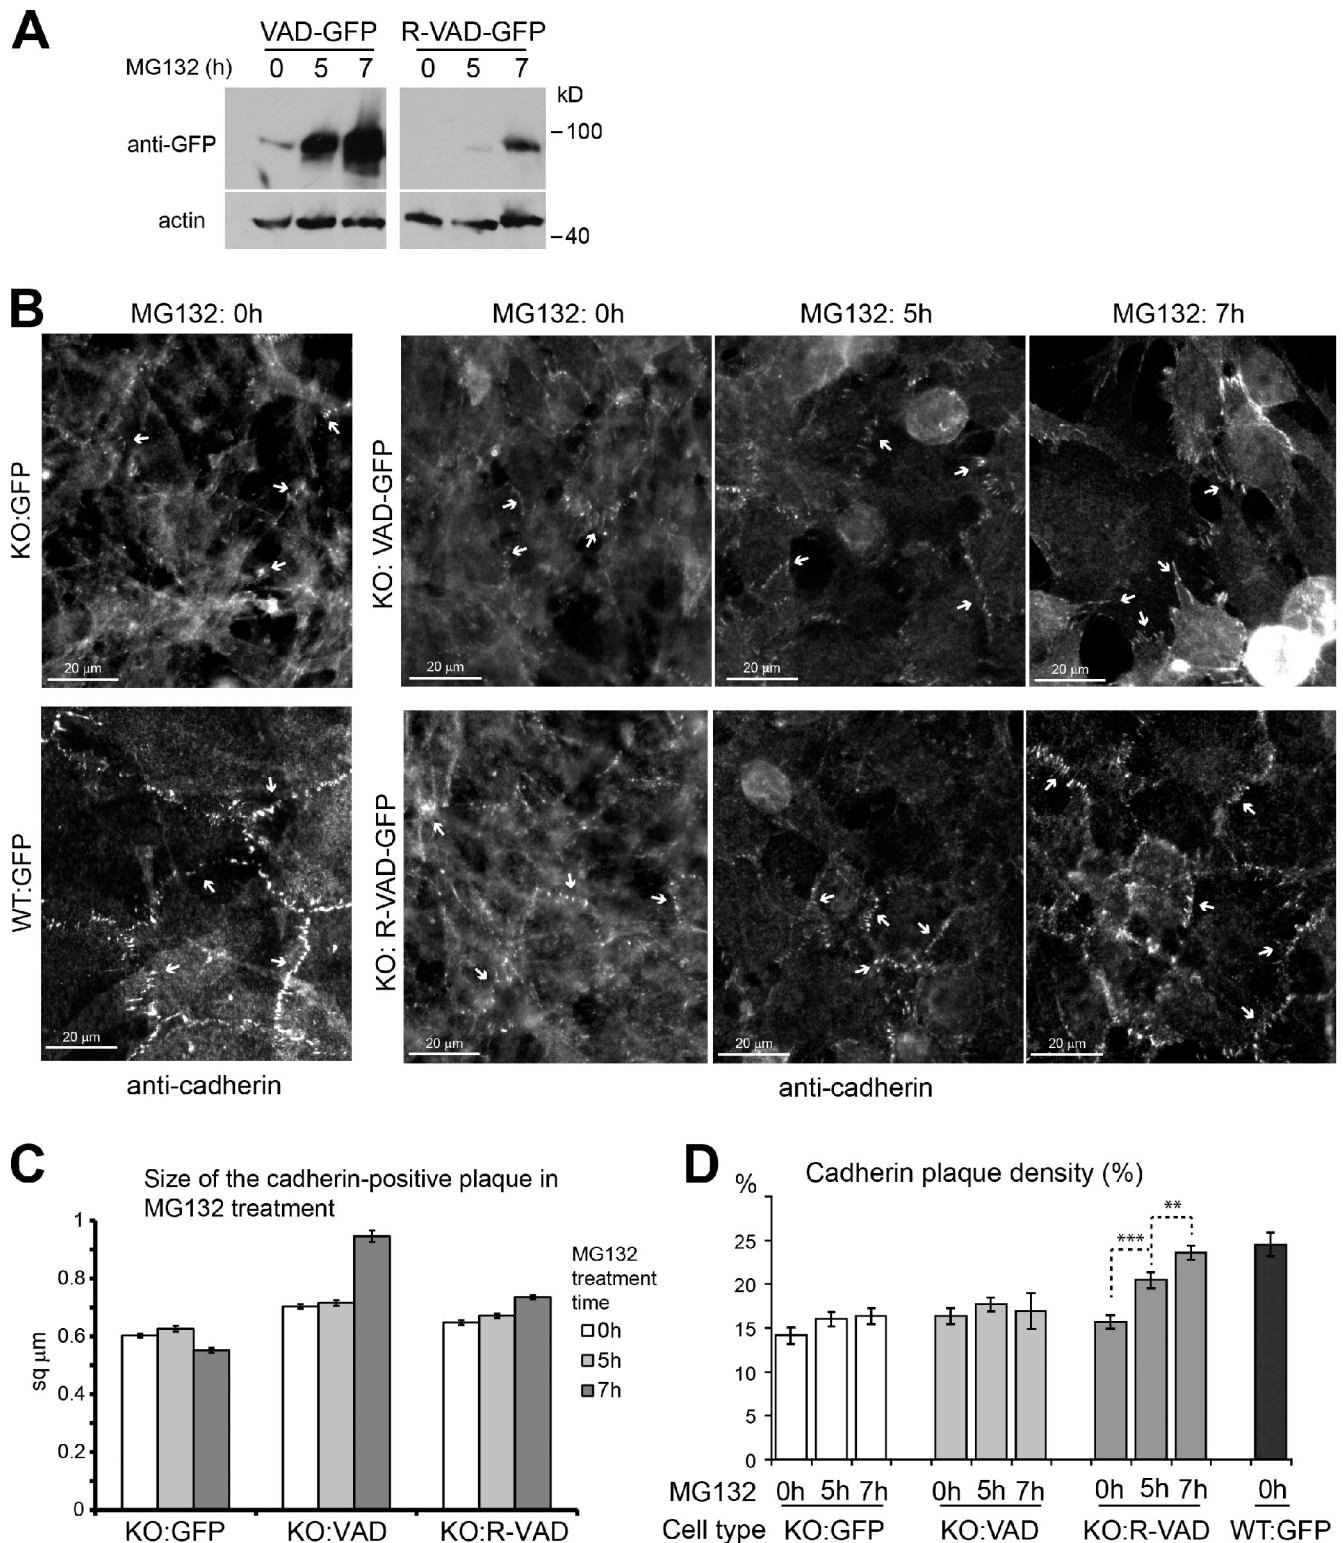 A
VAD-GFP R-VAD-GFP
MG132 (h) 0 5 7 0 5 7
kD
anti-GFP
–100
actin
–40
B
MG132: 0h MG132: 0h MG132: 5h MG132: 7h
KO:GFP
KO: VAD-GFP
20 μm 20 μm 20 μm 20 μm
WT:GFP
KO: R-VAD-GFP
20 μm 20 μm 20 μm 20 μm
anti-cadherin anti-cadherin
C
Size of the cadherin-positive plaque in
MG132 treatment
sq μm
1
0.8
0.6
0.4
0.2
0
MG132
treatment
time
0h
5h
7h
KO:GFP KO:VAD KO:R-VAD
D
Cadherin plaque density (%)
%
25
20
15
10
5
0
*** **
MG132 0h 5h 7h 0h 5h 7h 0h 5h 7h 0h
Cell type KO:GFP KO:VAD KO:R-VAD WT:GFP